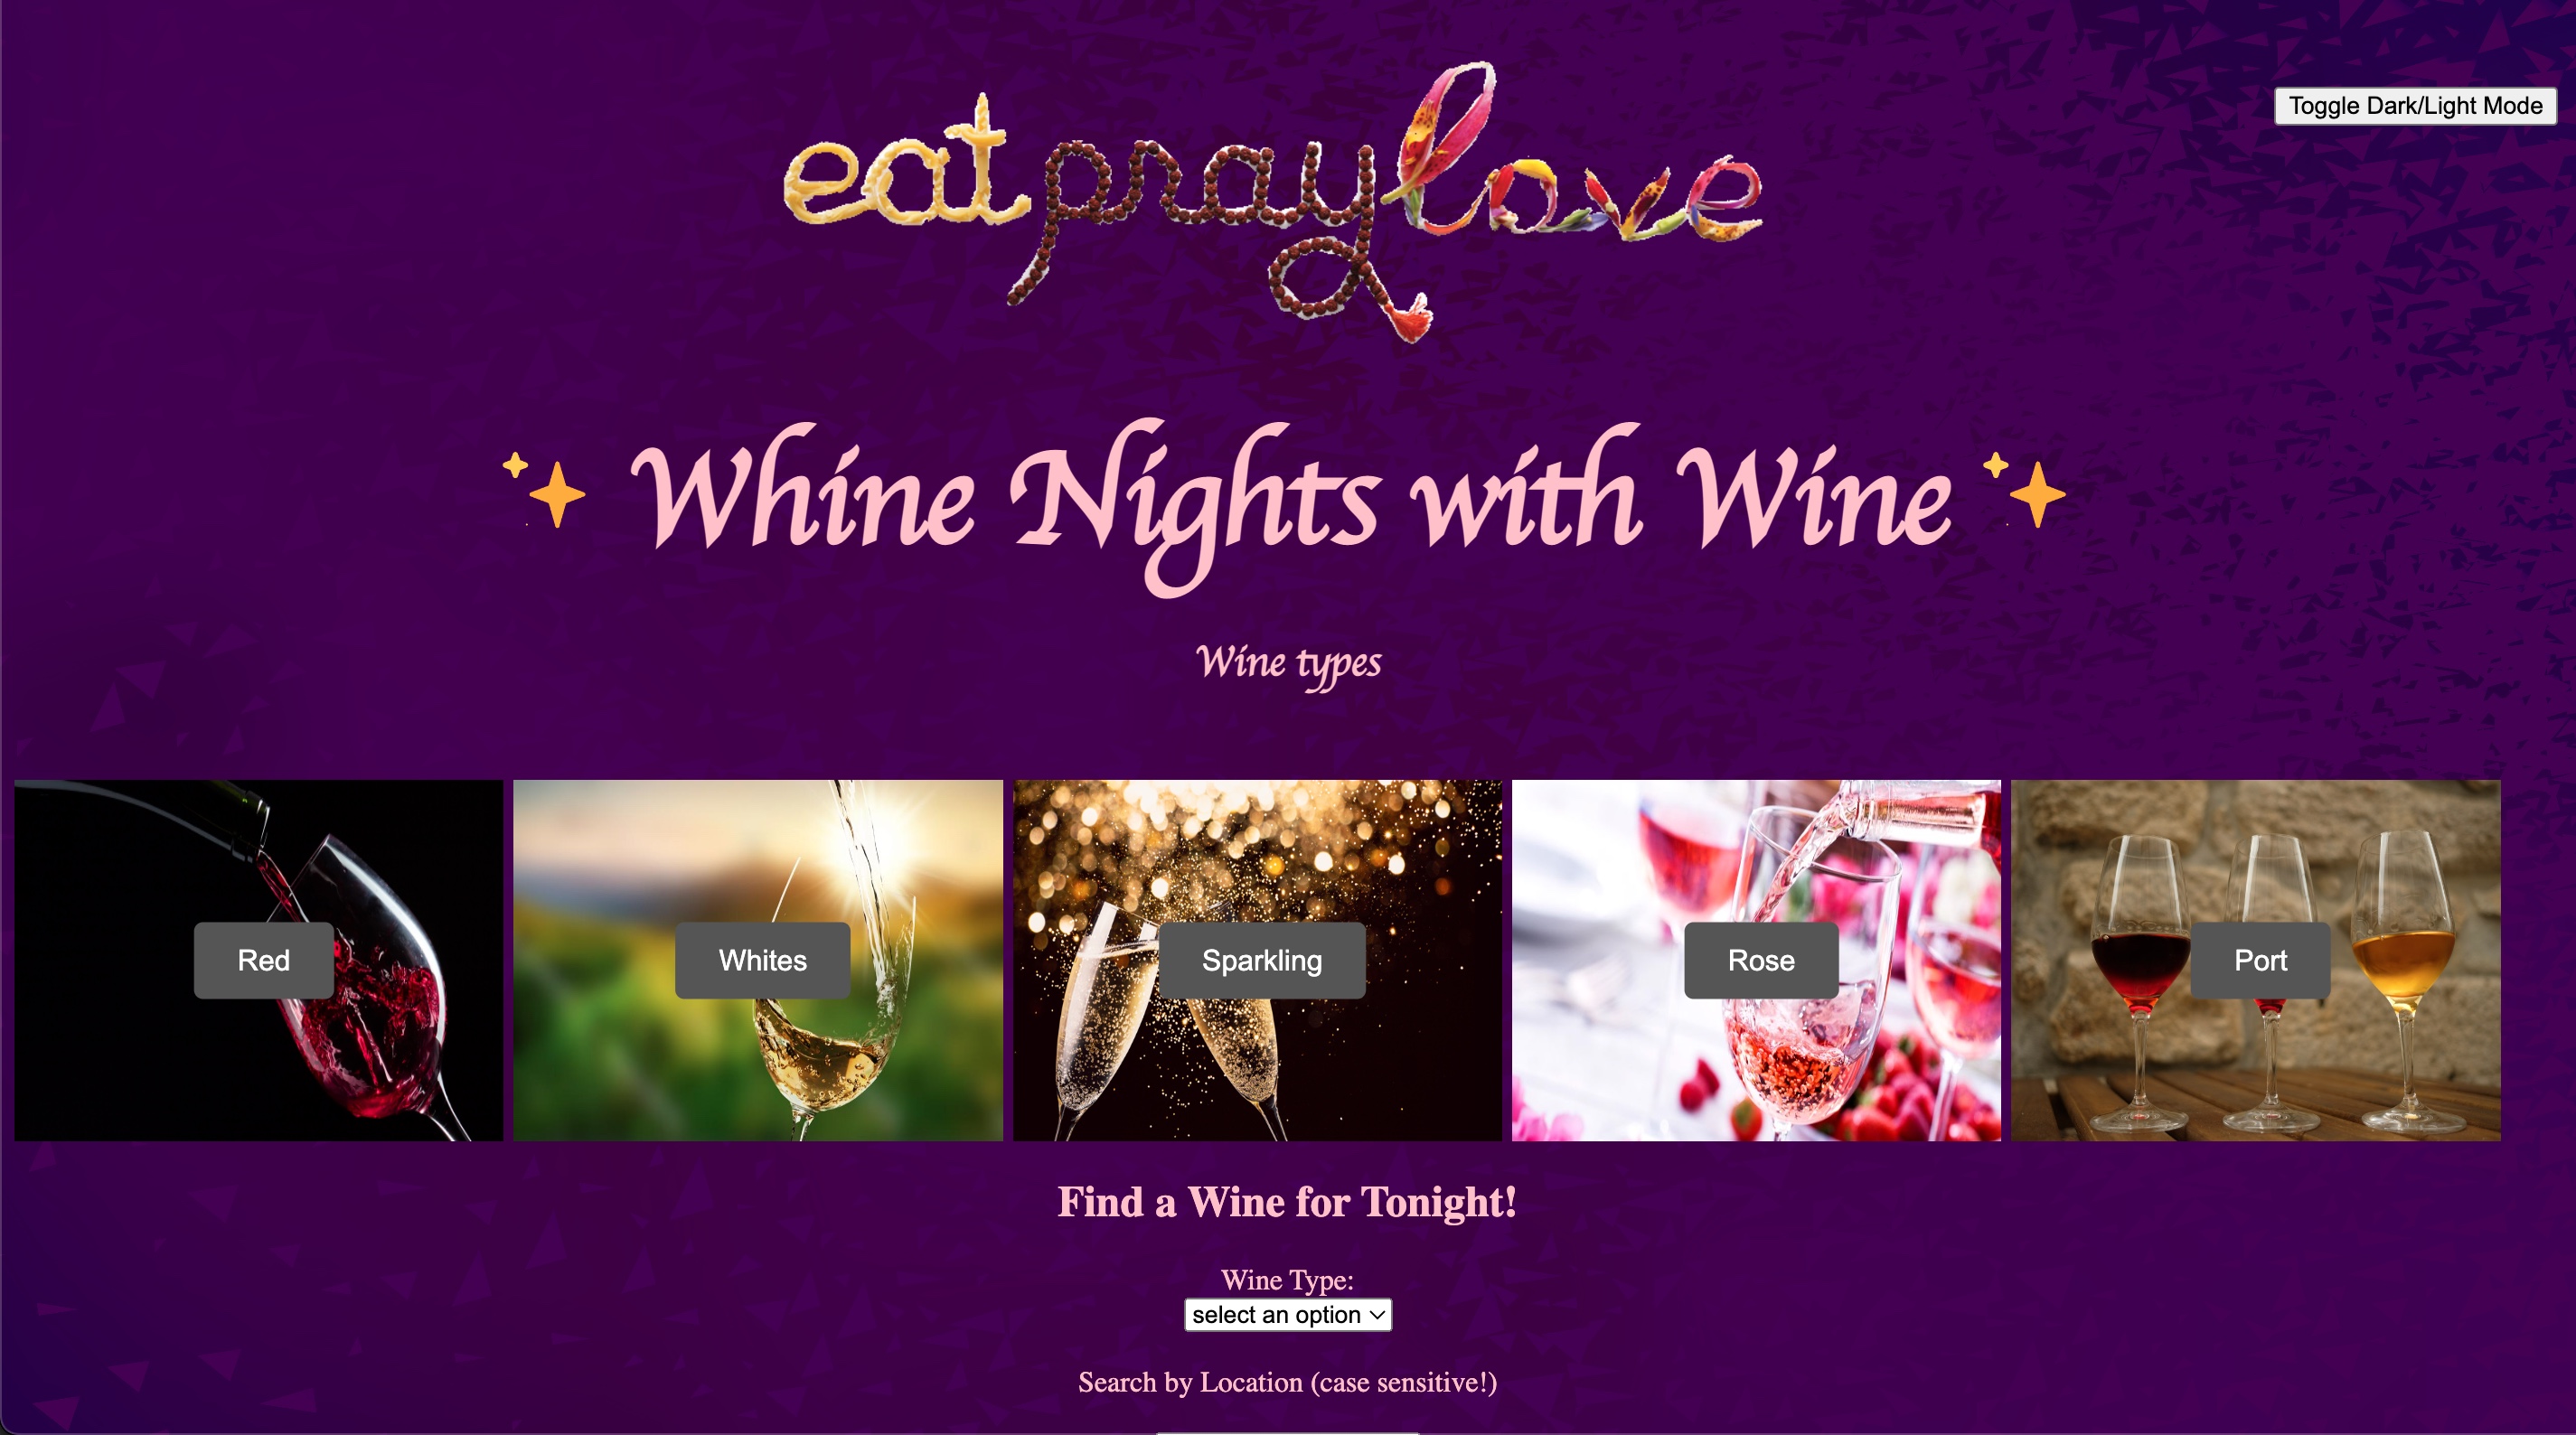 Toggle Dark/Light Mode
eat pray love
Whine Nights with Wine
Wine types
Red
Whites
Sparkling
Rose
Port
Find a Wine for Tonight!
Wine Type:
select an option
Search by Location (case sensitive!)